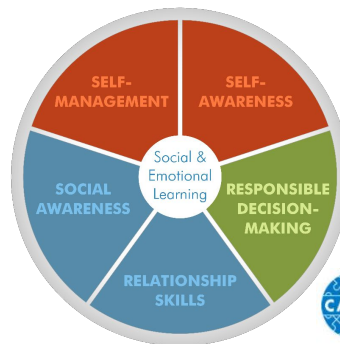 SELF-
MANAGEMENT
SELF-
AWARENESS
Social &
Emotional
Learning
SOCIAL
AWARENESS
RESPONSIBLE
DECISION-
MAKING
RELATIONSHIP
SKILLS